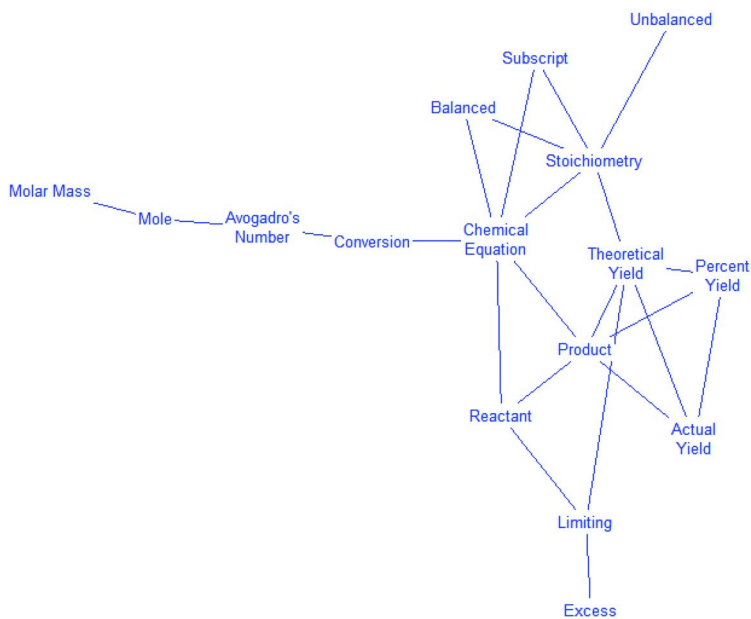 Unbalanced
Subscript
Balanced
Stoichiometry
Molar Mass
Mole
Avogadro's
Number
Conversion
Chemical
Equation
Theoretical
Yield
Percent
Yield
Product
Reactant
Actual
Yield
Limiting
Excess